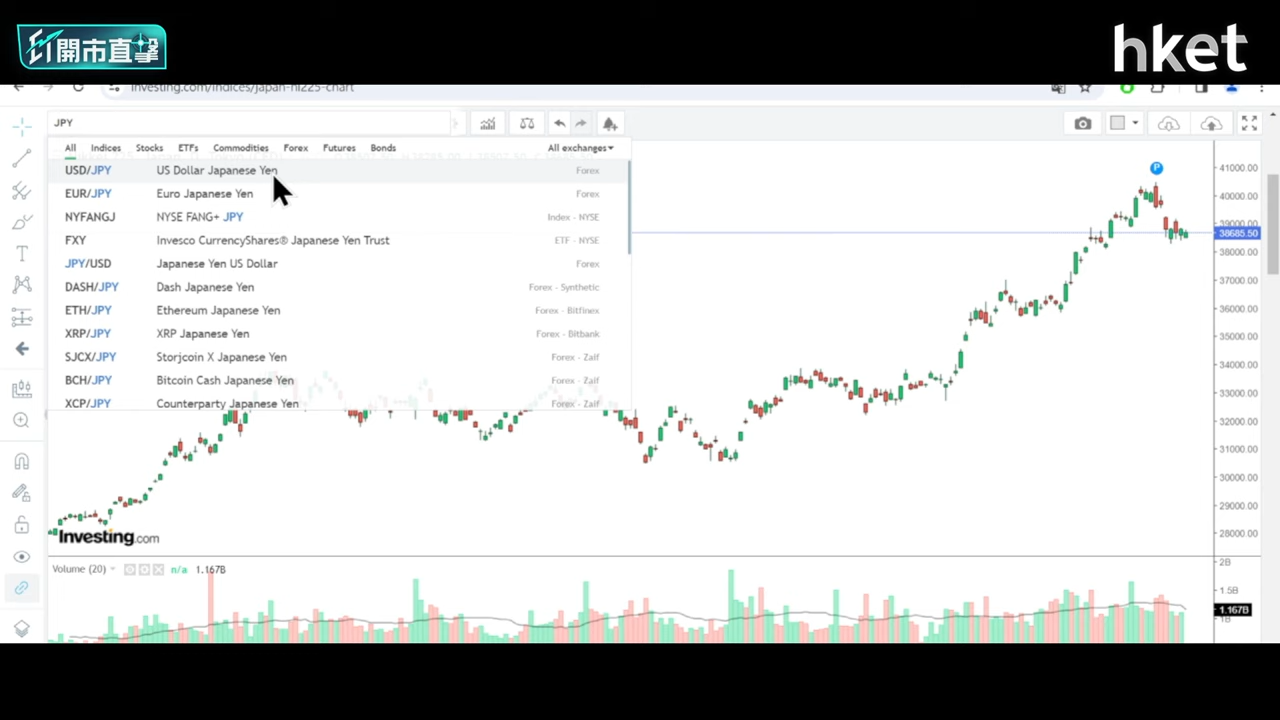 ET開市直擊
hket
investing.com/indices/japan-ni225-chart
JPY
All Indices Stocks ETFs Commodities Forex Futures Bonds All exchanges
USD/JPY US Dollar Japanese Yen Forex
EUR/JPY Euro Japanese Yen Forex
NYFANGJ NYSE FANG+ JPY Index - NYSE
FXY Invesco CurrencyShares® Japanese Yen Trust ETF - NYSE
JPY/USD Japanese Yen US Dollar Forex
DASH/JPY Dash Japanese Yen Forex - Synthetic
ETH/JPY Ethereum Japanese Yen Forex - Bitfinex
XRP/JPY XRP Japanese Yen Forex - Bitbank
SJCX/JPY Storjcoin X Japanese Yen Forex - Zaif
BCH/JPY Bitcoin Cash Japanese Yen Forex - Zaif
XCP/JPY Counterparty Japanese Yen Forex - Zaif
P
41000.00
39000.00
38685.50
38000.00
37000.00
36000.00
35000.00
34000.00
33000.00
32000.00
31000.00
30000.00
29000.00
28000.00
Investing.com
Volume (20) n/a 1.167B
2B
1.5B
1.167B
1B